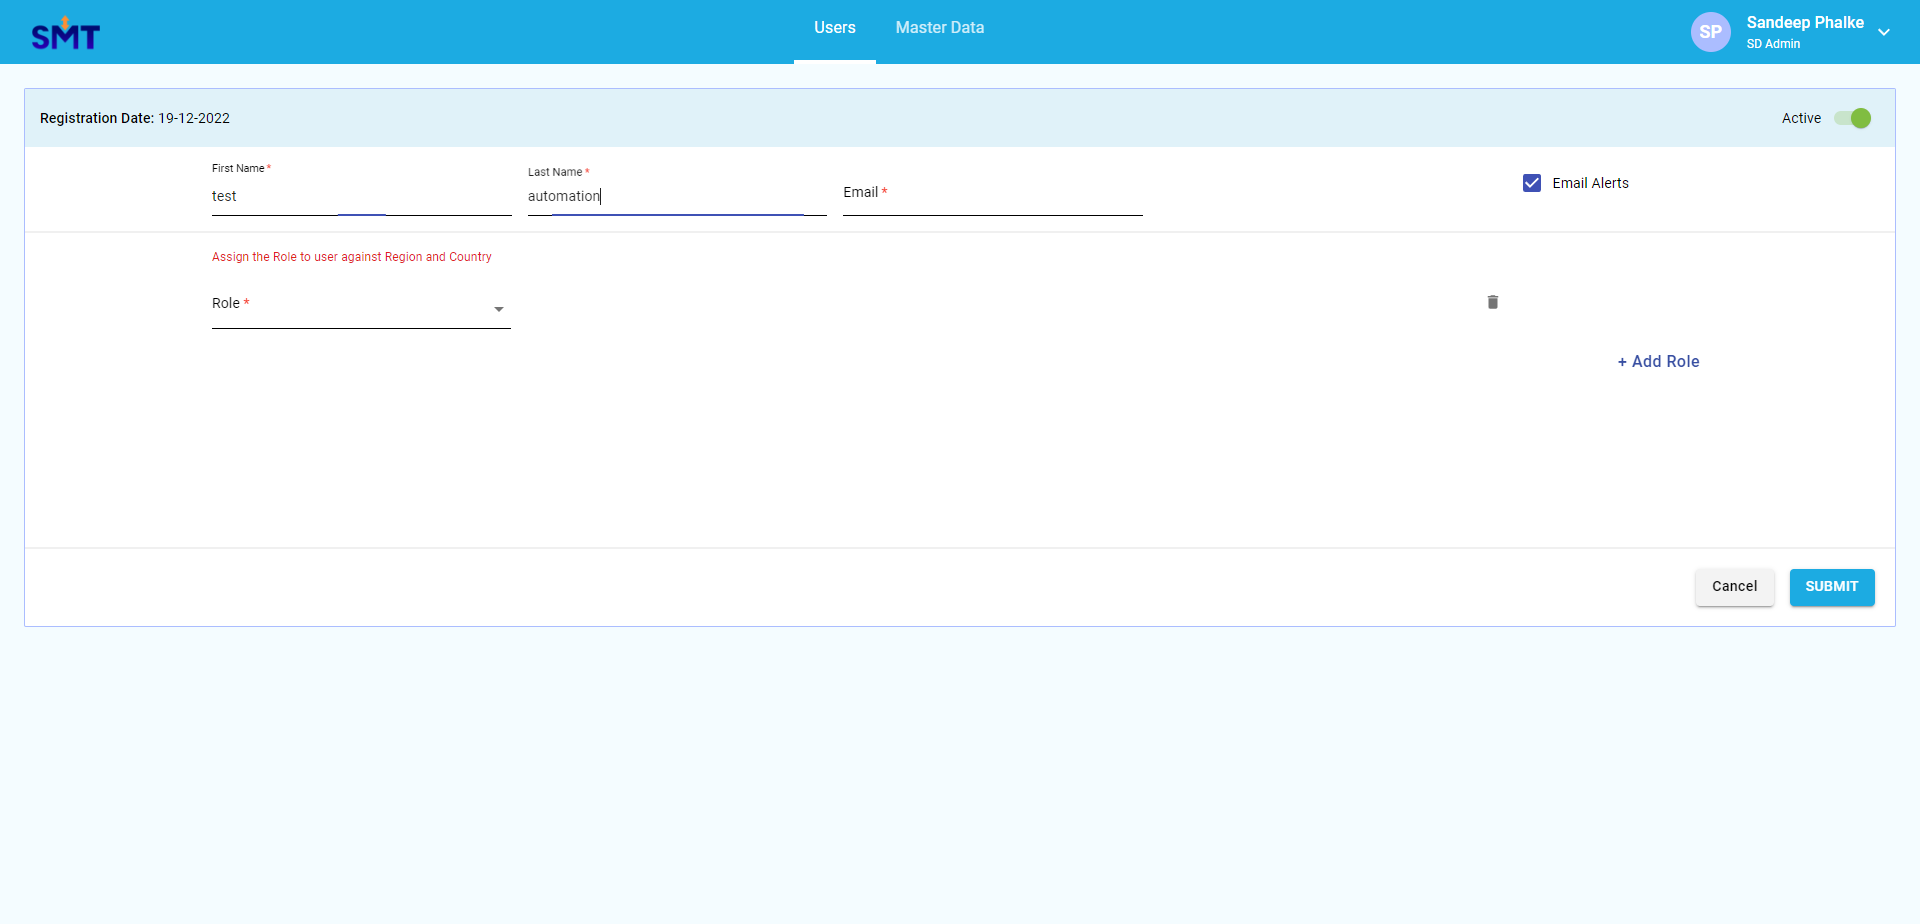 SMT
Users
Master Data
SP
Sandeep Phalke
SD Admin
Registration Date: 19-12-2022
Active
First Name *
test
Last Name *
automation
Email *
Email Alerts
Assign the Role to user against Region and Country
Role *
+ Add Role
Cancel
SUBMIT